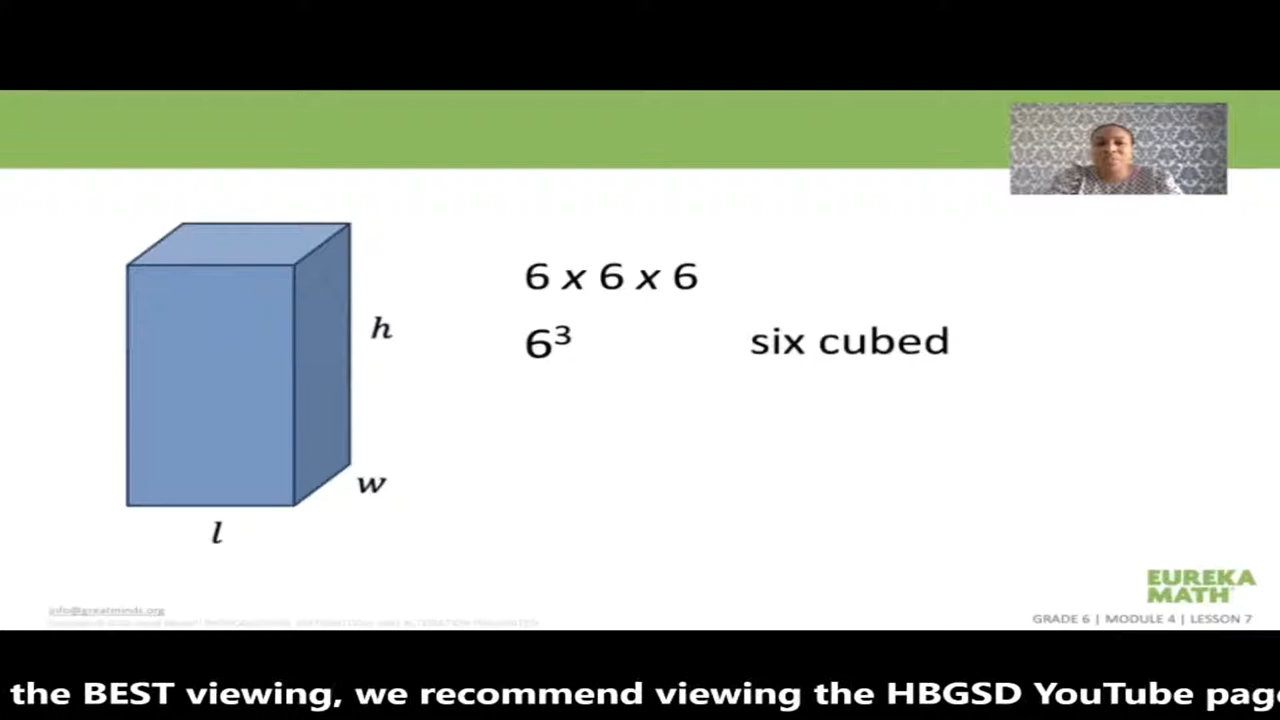 6 x 6 x 6
6³ six cubed
h
w
l
EUREKA
MATH
info@greatminds.org
GRADE 6 | MODULE 4 | LESSON 7
the BEST viewing, we recommend viewing the HBGSD YouTube page